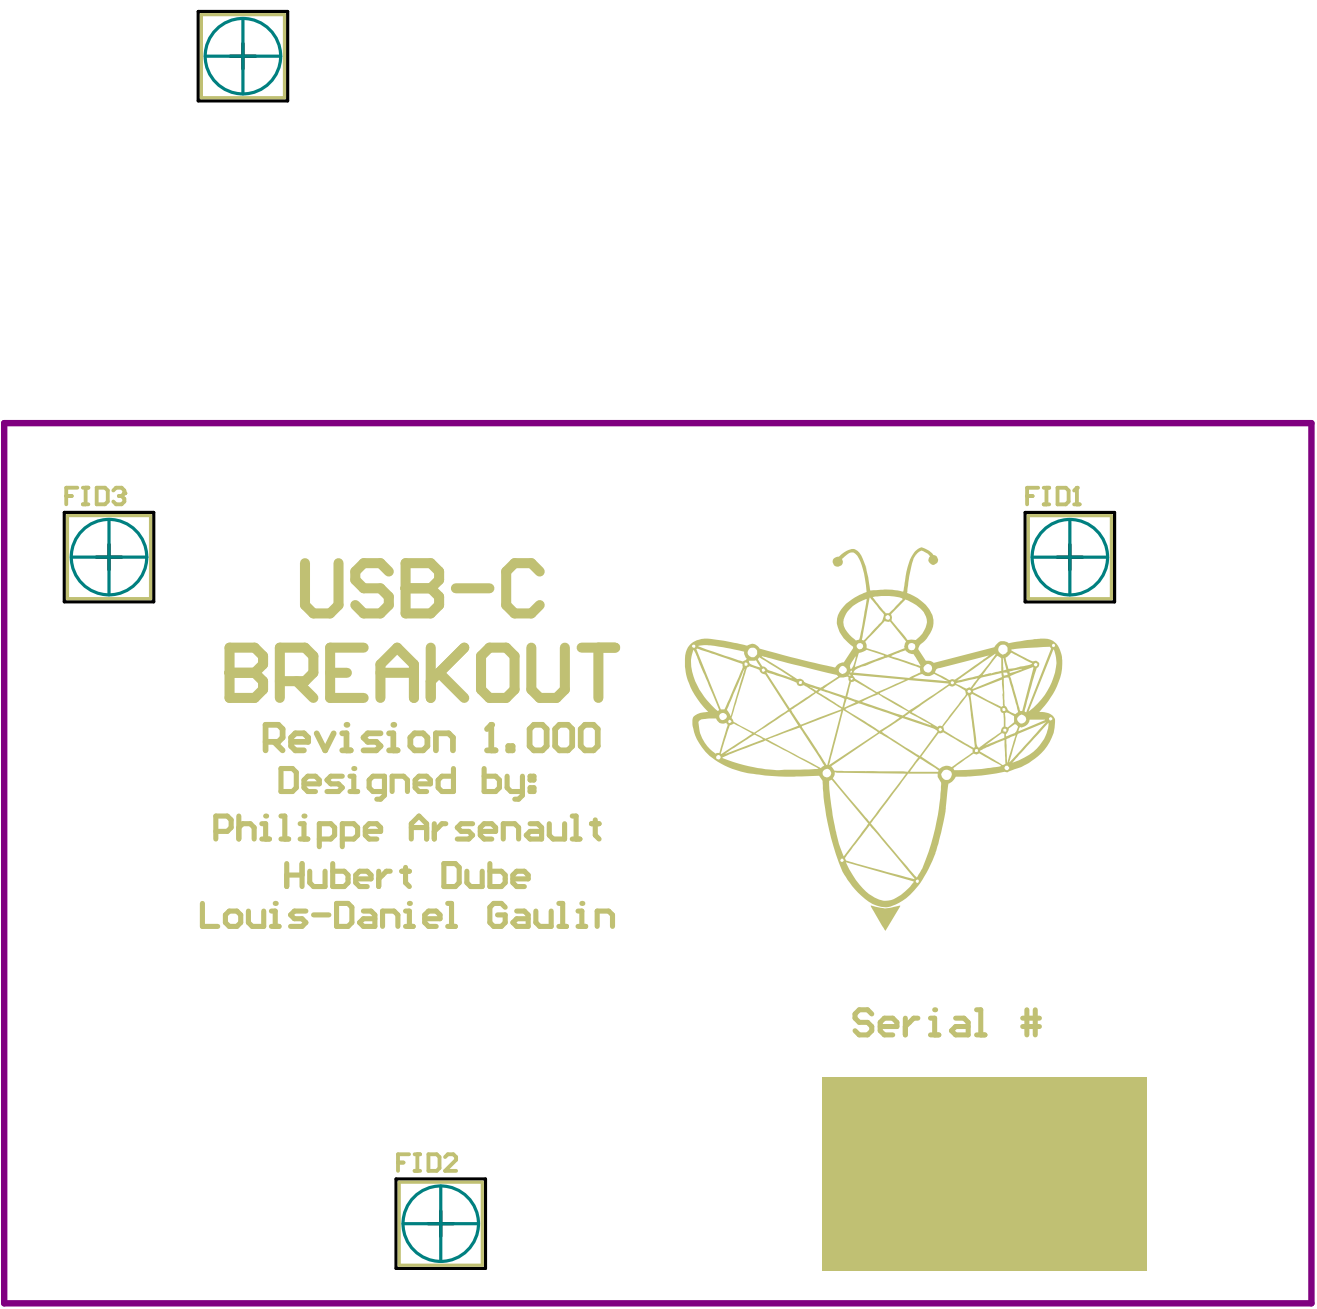 FID3
FID1
USB-C
BREAKOUT
Revision 1.000
Designed by:
Philippe Arsenault
Hubert Dube
Louis-Daniel Gaulin
Serial #
FID2